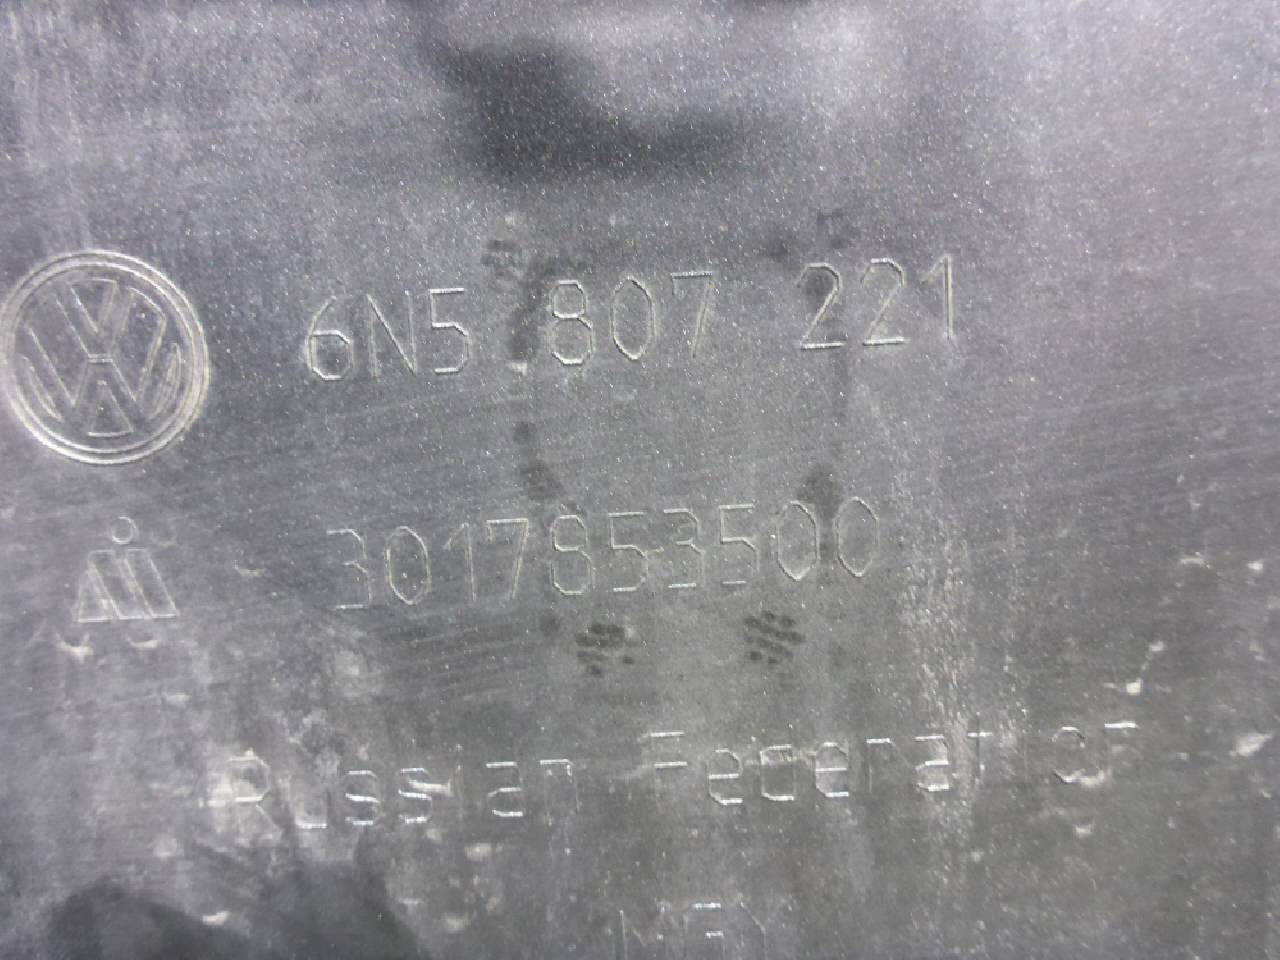 6N5 807 221
3017853500
Russian Federation